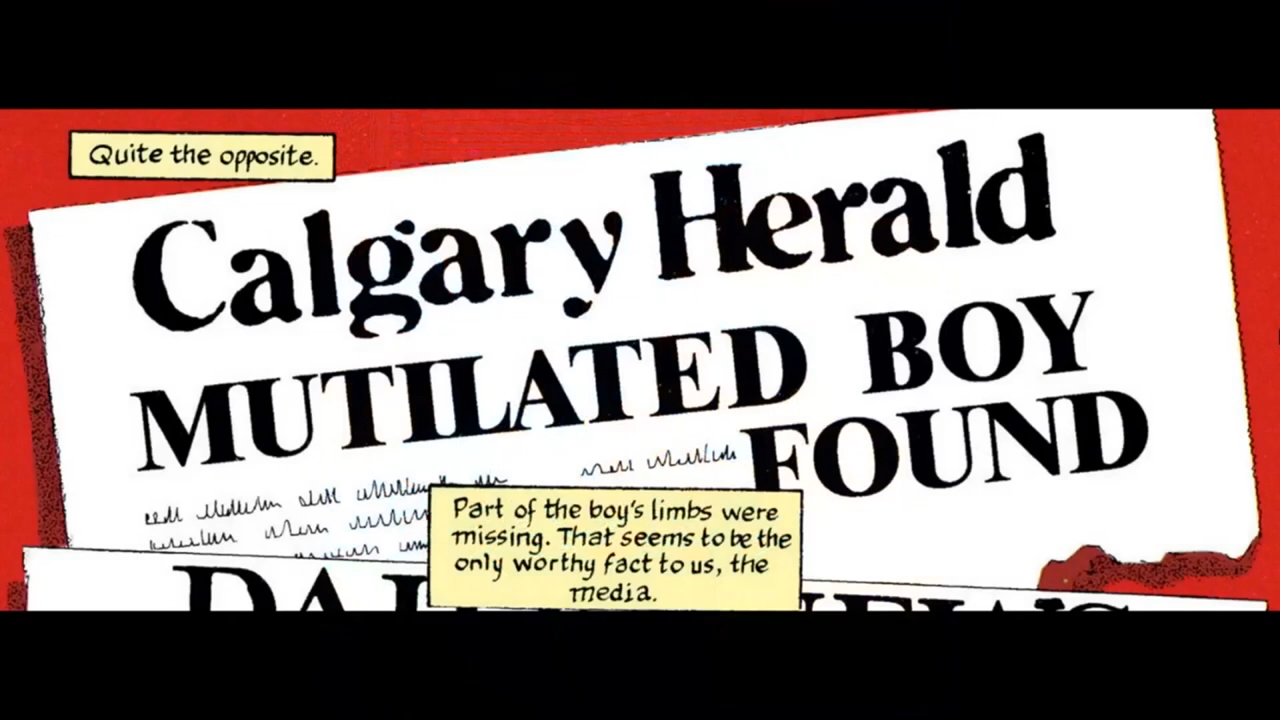 Quite the opposite.
Calgary Herald
MUTILATED BOY
FOUND
Part of the boy's limbs were
missing. That seems to be the
only worthy fact to us, the
media.